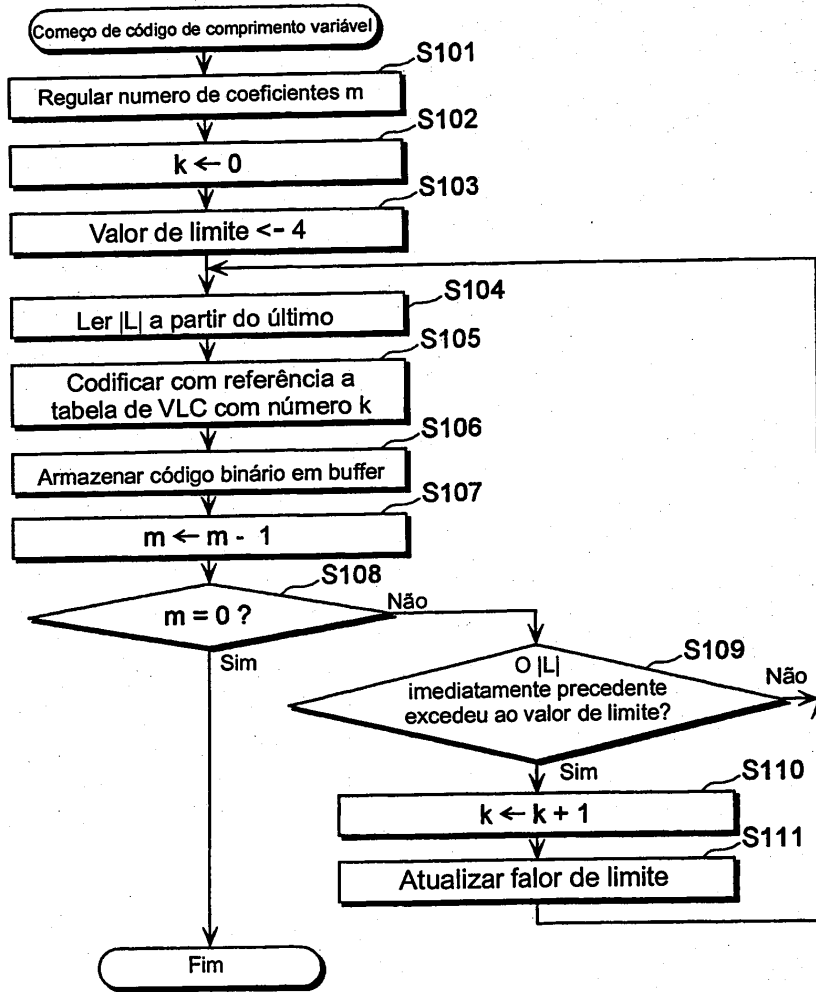 Começo de código de comprimento variável
S101
Regular numero de coeficientes m
S102
k ← 0
S103
Valor de limite <- 4
S104
Ler |L| a partir do último
S105
Codificar com referência a
tabela de VLC com número k
S106
Armazenar código binário em buffer
S107
m ← m - 1
S108
m = 0 ?
Não
Sim
S109
O |L|
imediatamente precedente
excedeu ao valor de limite?
Não
Sim
S110
k ← k + 1
S111
Atualizar falor de limite
Fim